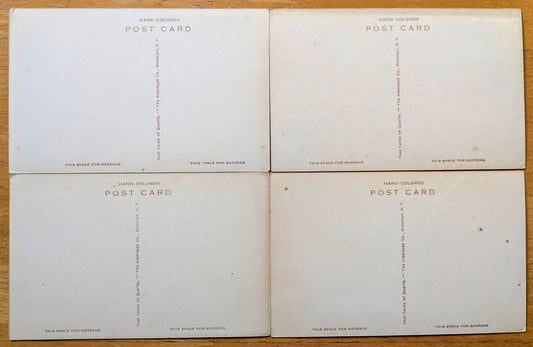 HAND-COLORED
POST CARD
Post Cards of Quality. — The Albertype Co., Brooklyn, N. Y.
THIS SPACE FOR MESSAGE.
THIS SPACE FOR ADDRESS.
HAND-COLORED
POST CARD
Post Cards of Quality. — The Albertype Co., Brooklyn, N. Y.
THIS SPACE FOR MESSAGE.
THIS SPACE FOR ADDRESS.
HAND-COLORED
POST CARD
Post Cards of Quality. — The Albertype Co., Brooklyn, N. Y.
THIS SPACE FOR MESSAGE.
THIS SPACE FOR ADDRESS.
HAND-COLORED
POST CARD
Post Cards of Quality. — The Albertype Co., Brooklyn, N. Y.
THIS SPACE FOR MESSAGE.
THIS SPACE FOR ADDRESS.